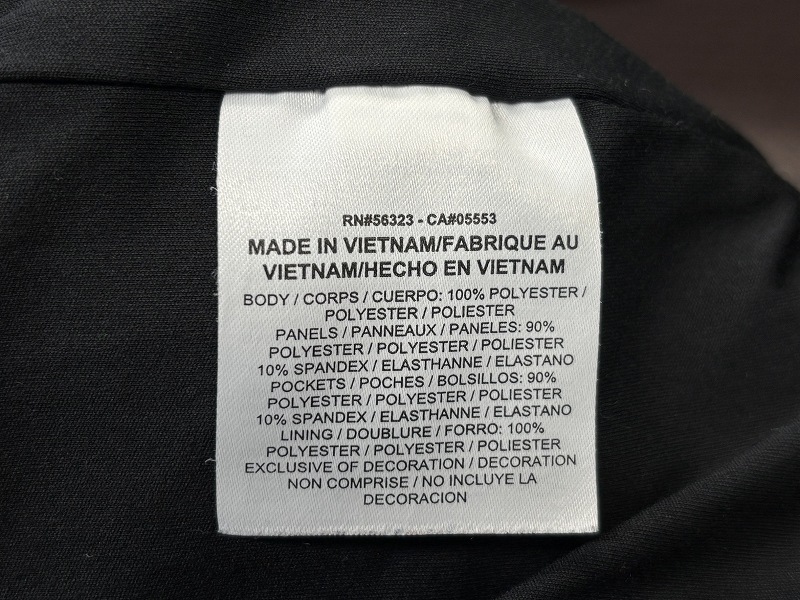 RN#56323 - CA#05553
MADE IN VIETNAM/FABRIQUE AU
VIETNAM/HECHO EN VIETNAM
BODY / CORPS / CUERPO: 100% POLYESTER /
POLYESTER / POLIESTER
PANELS / PANNEAUX / PANELES: 90%
POLYESTER / POLYESTER / POLIESTER
10% SPANDEX / ELASTHANNE / ELASTANO
POCKETS / POCHES / BOLSILLOS: 90%
POLYESTER / POLYESTER / POLIESTER
10% SPANDEX / ELASTHANNE / ELASTANO
LINING / DOUBLURE / FORRO: 100%
POLYESTER / POLYESTER / POLIESTER
EXCLUSIVE OF DECORATION / DECORATION
NON COMPRISE / NO INCLUYE LA
DECORACION